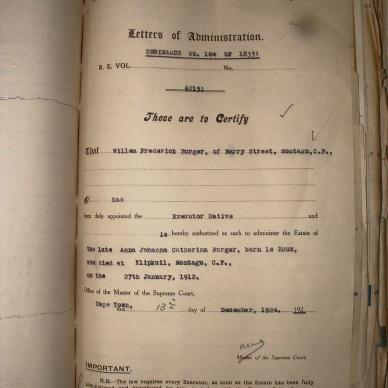 Letters of Administration.
ORDINANCE NO. 104 OF 1833:
R. E. VOL. No.
6215:
These are to Certify
That Willem Frederick Burger, of Barry Street, Montagu, C.P.,
has
been duly appointed the Executor Dative and
is hereby authorized as such to administer the Estate of
the late Anna Johanna Catharina Burger, born le Roux,
who died at Klipkuil, Montagu, C.P.,
on the 27th January, 1912.
Office of the Master of the Supreme Court.
Cape Town. 13th day of December, 1924. 192
Master of the Supreme Court
IMPORTANT.
N.B.—The law requires every Executor, as soon as the Estate has been fully